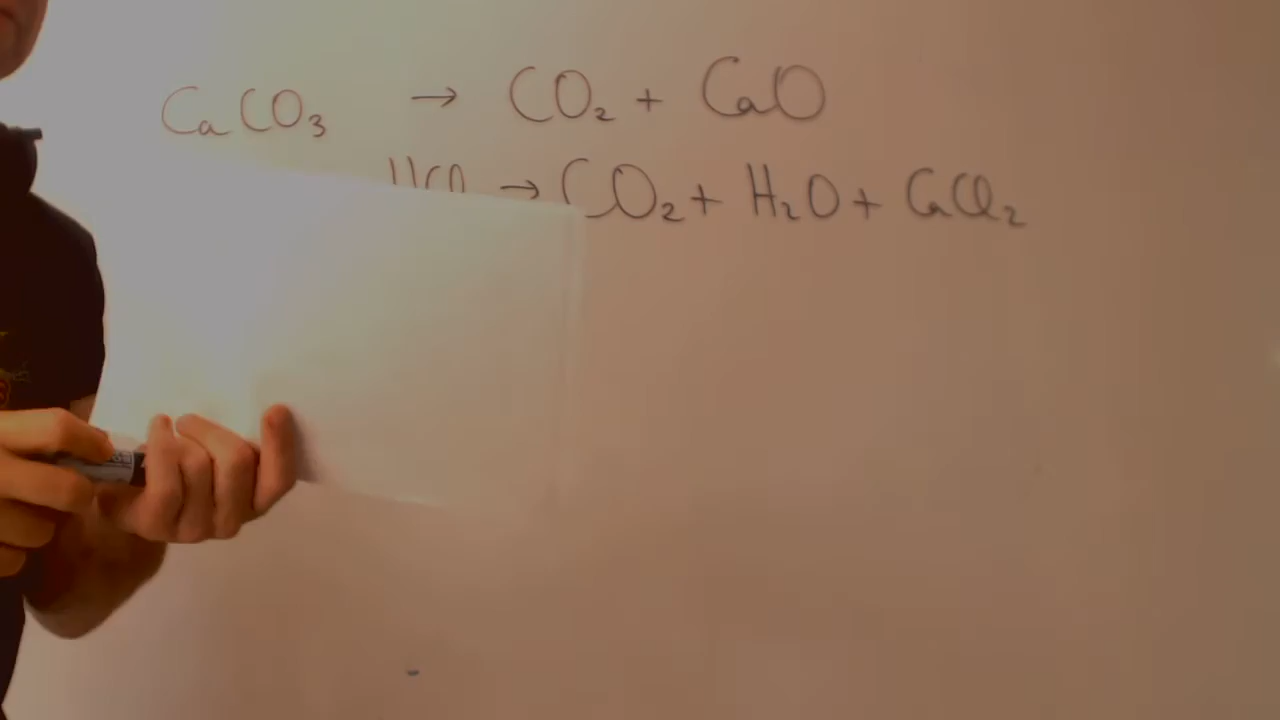 CaCO₃ → CO₂ + CaO
→ CO₂ + H₂O + CaCl₂